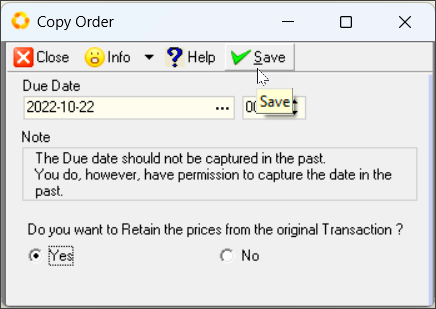 Copy Order
Close Info Help Save
Due Date
2022-10-22 ... 00
Save
Note
The Due date should not be captured in the past.
You do, however, have permission to capture the date in the
past.
Do you want to Retain the prices from the original Transaction ?
Yes No